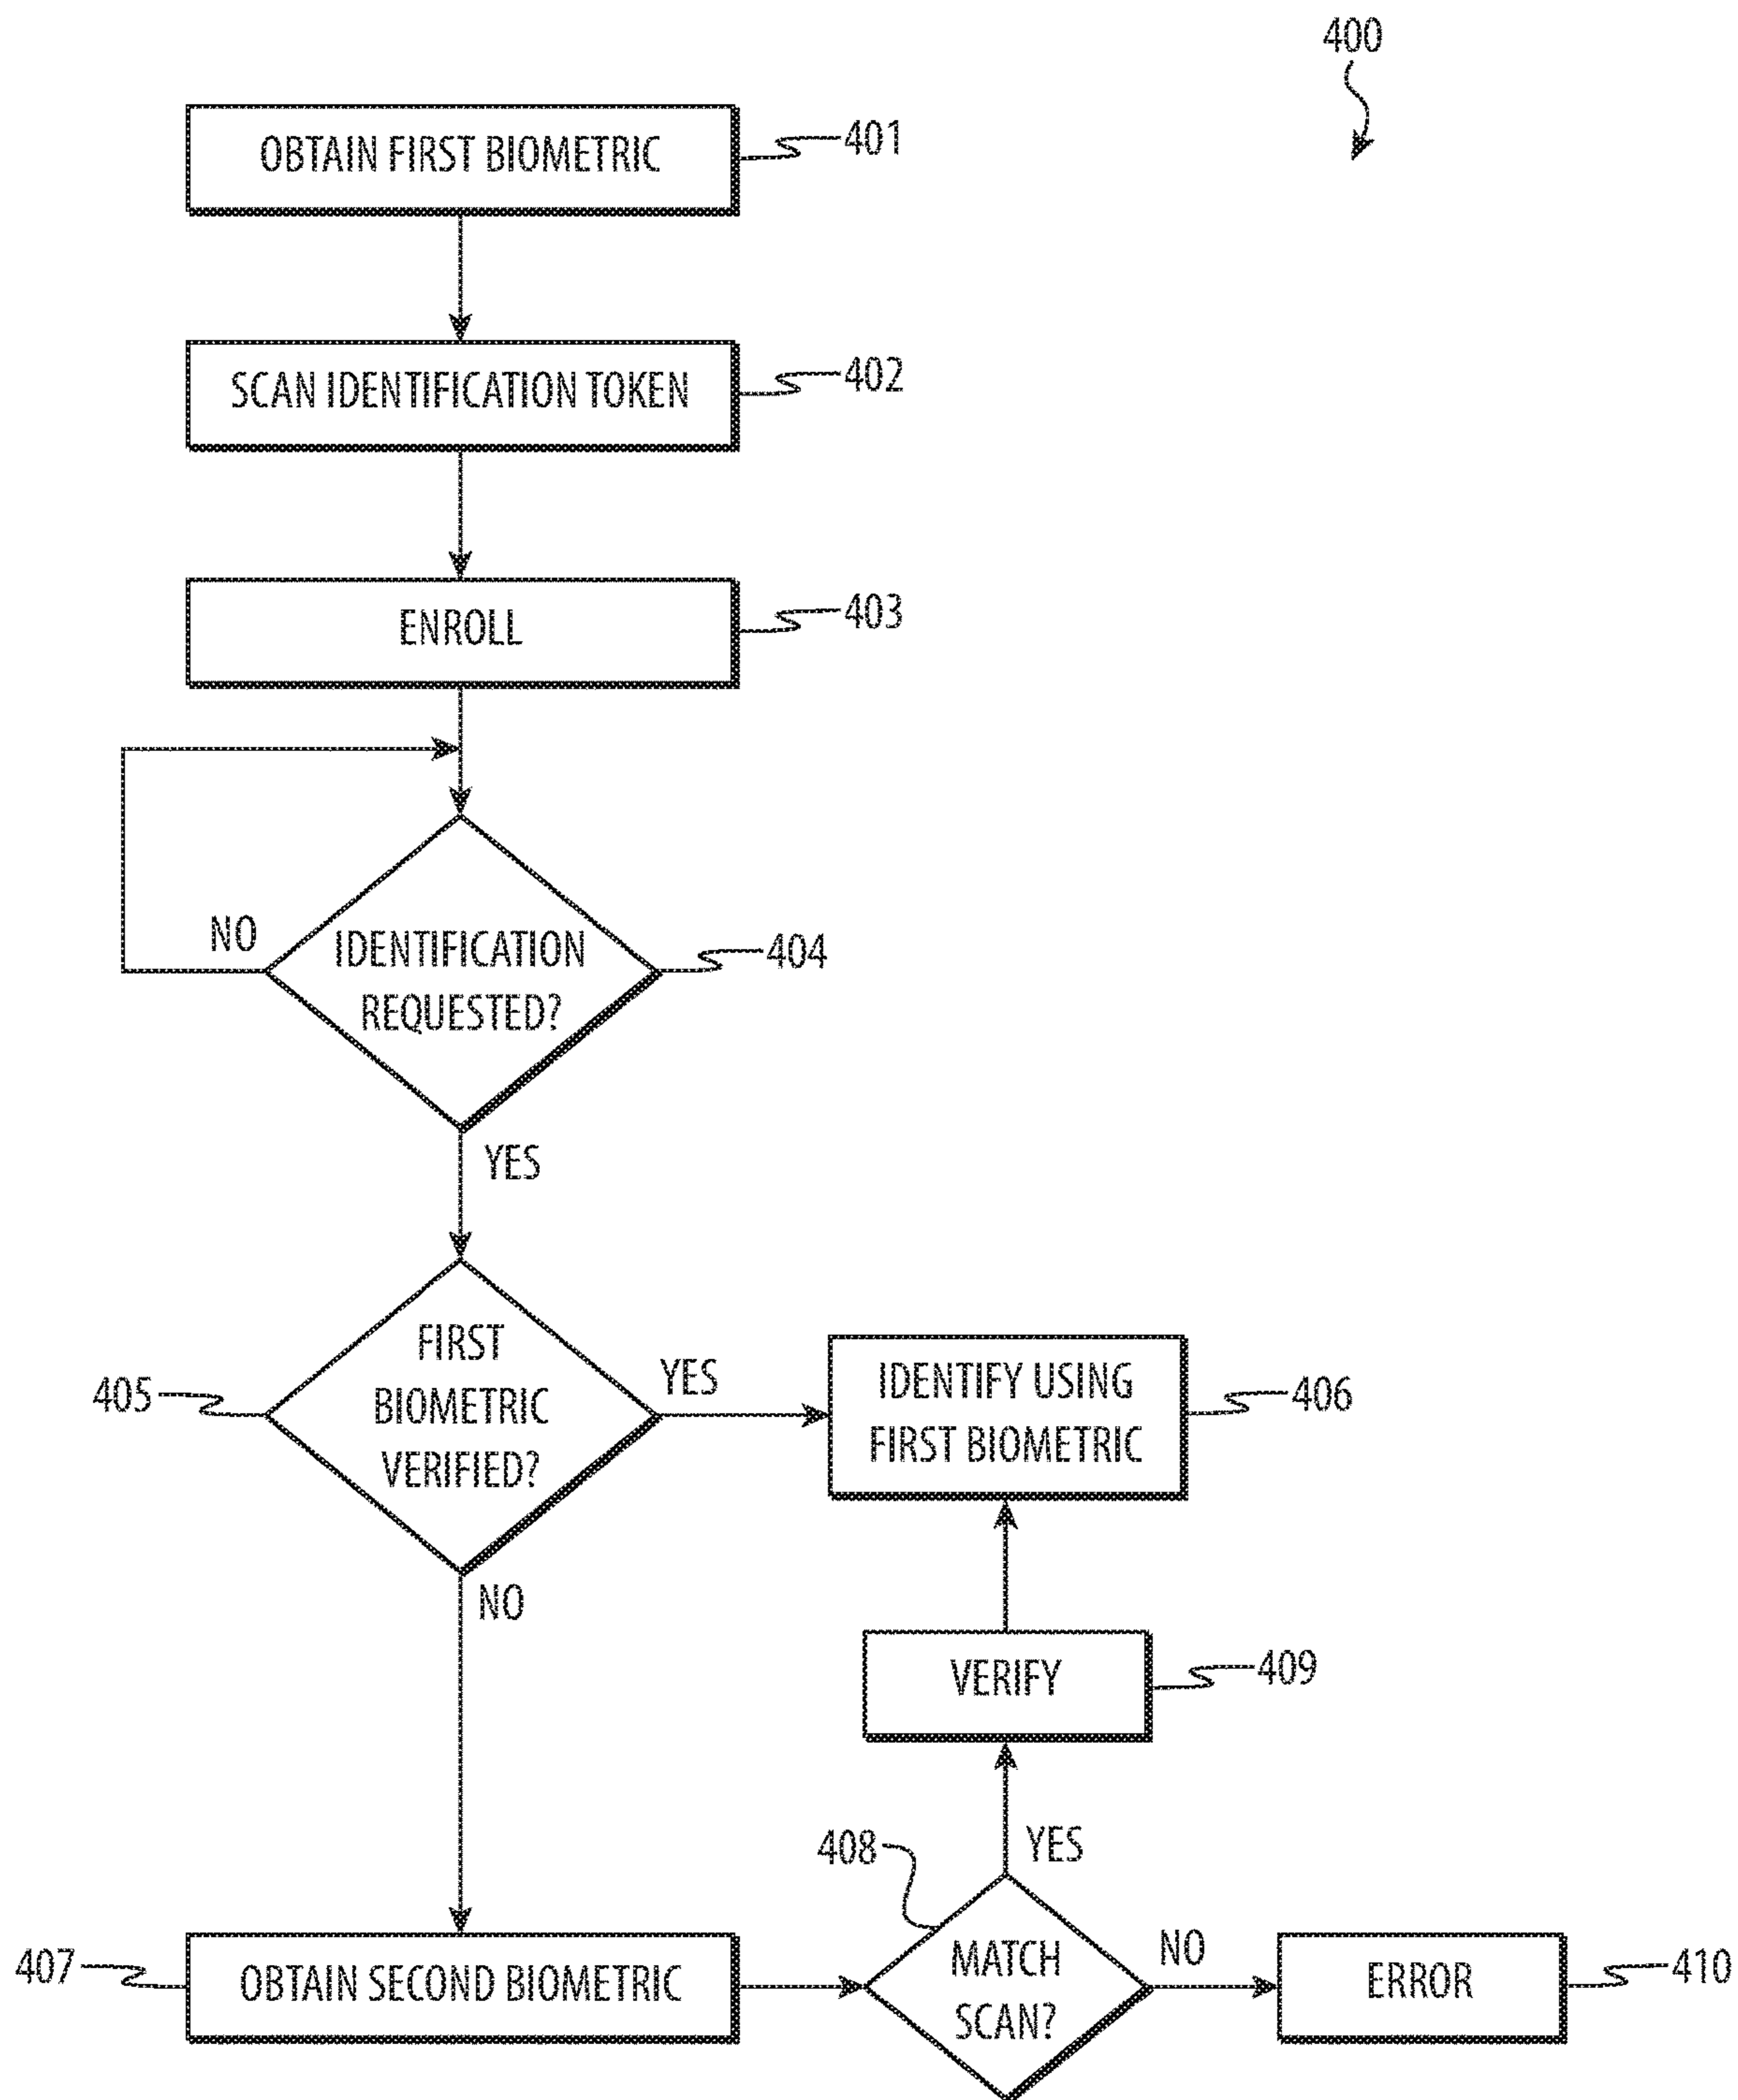 400
OBTAIN FIRST BIOMETRIC
401
SCAN IDENTIFICATION TOKEN
402
ENROLL
403
NO
IDENTIFICATION
REQUESTED?
404
YES
405
FIRST
BIOMETRIC
VERIFIED?
YES
IDENTIFY USING
FIRST BIOMETRIC
406
NO
VERIFY
409
408
YES
407
OBTAIN SECOND BIOMETRIC
MATCH
SCAN?
NO
ERROR
410